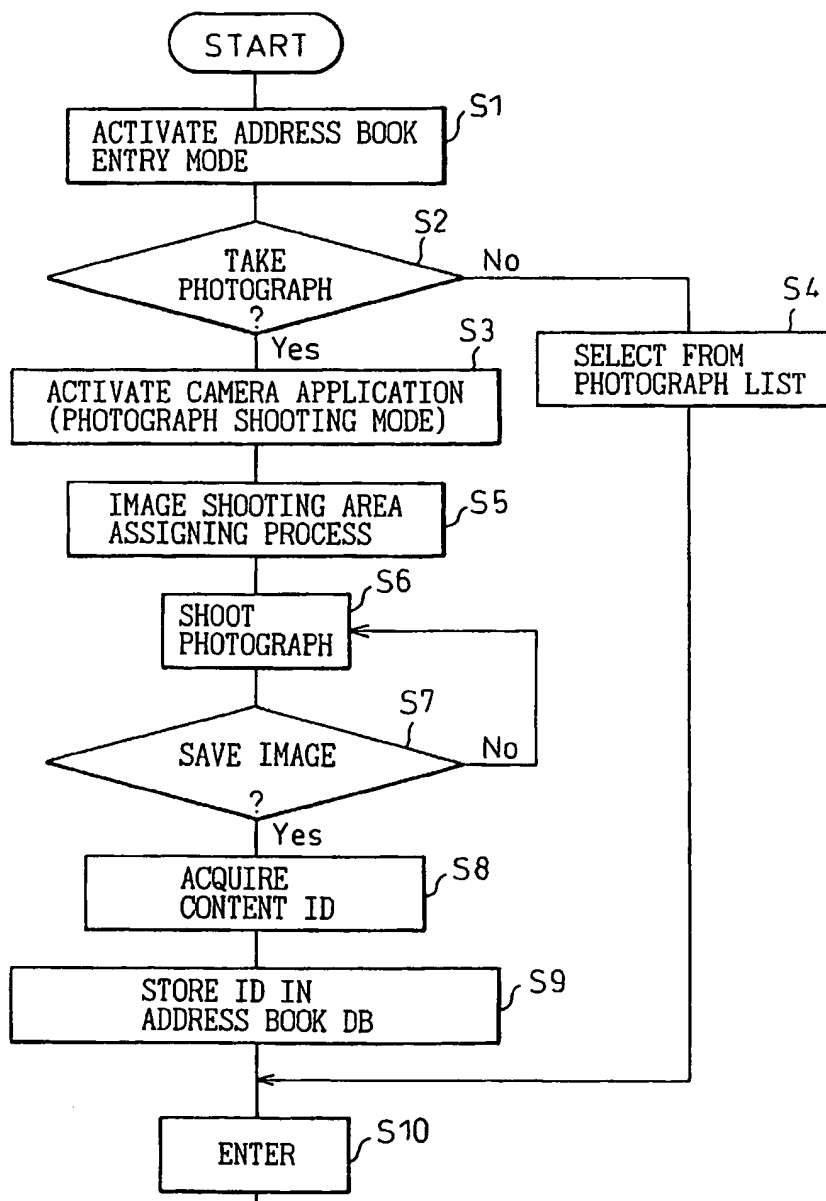 START
S1
ACTIVATE ADDRESS BOOK
ENTRY MODE
S2
TAKE
PHOTOGRAPH
?
No
Yes
S4
SELECT FROM
PHOTOGRAPH LIST
S3
ACTIVATE CAMERA APPLICATION
(PHOTOGRAPH SHOOTING MODE)
IMAGE SHOOTING AREA
ASSIGNING PROCESS
S5
S6
SHOOT
PHOTOGRAPH
S7
SAVE IMAGE
?
No
Yes
ACQUIRE
CONTENT ID
S8
STORE ID IN
ADDRESS BOOK DB
S9
ENTER
S10